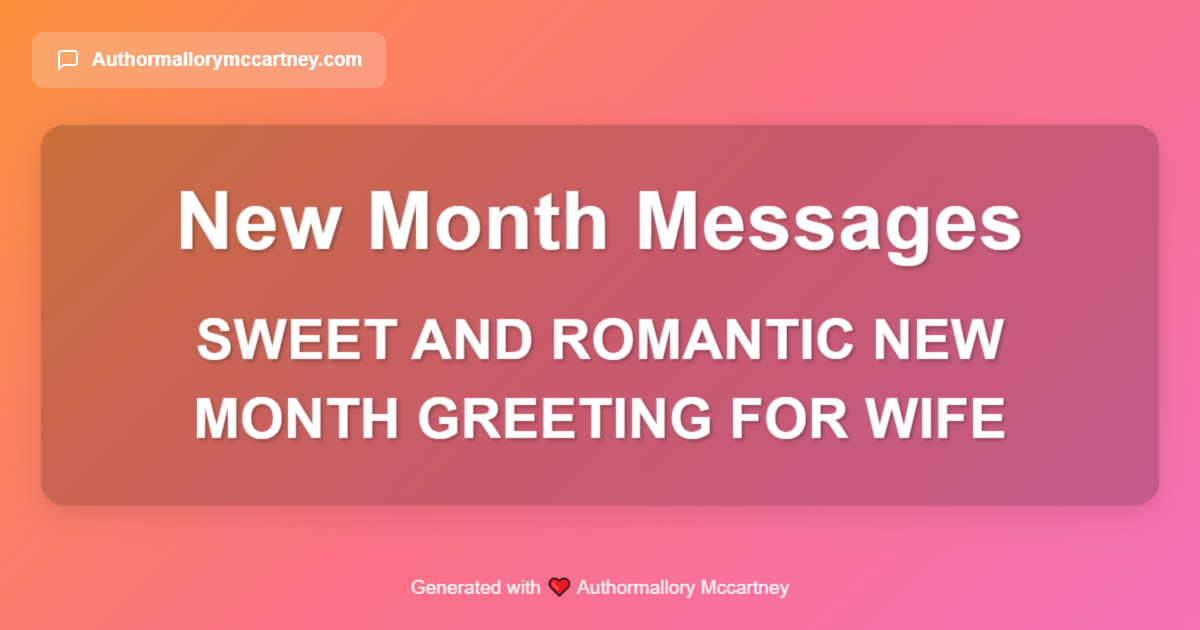 Authormallorymccartney.com
New Month Messages
SWEET AND ROMANTIC NEW
MONTH GREETING FOR WIFE
Generated with ❤️ Authormallory Mccartney